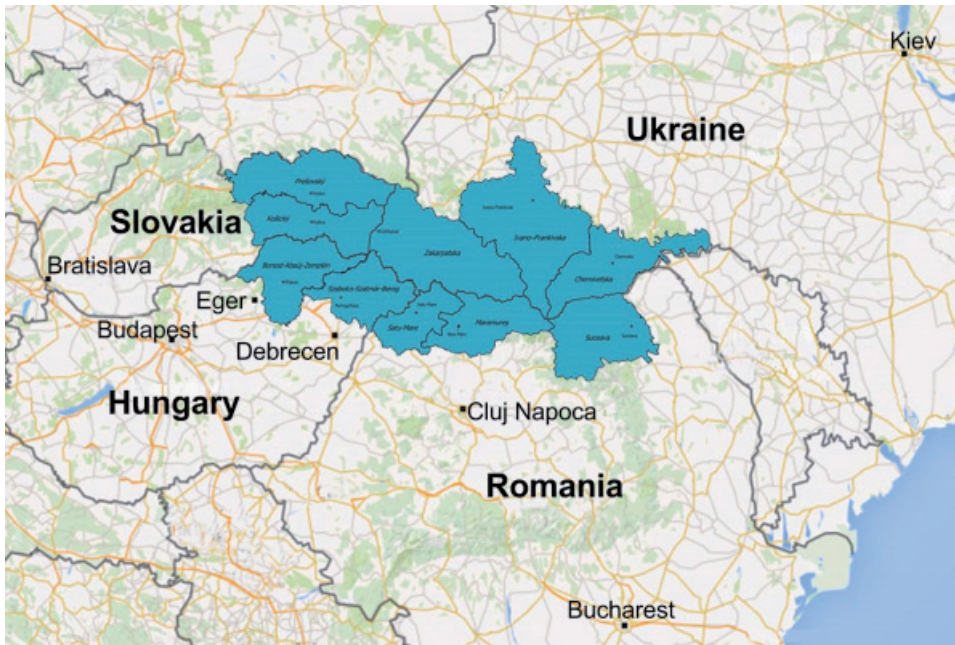 Kiev
Ukraine
Prešovský
Slovakia
Košický
Ivano-Frankivska
Zakarpatska
Bratislava
Borsod-Abaúj-Zemplén
Chernivetska
Eger
Szabolcs-Szatmár-Bereg
Budapest
Satu-Mare
Maramureş
Suceava
Debrecen
Hungary
Cluj Napoca
Romania
Bucharest